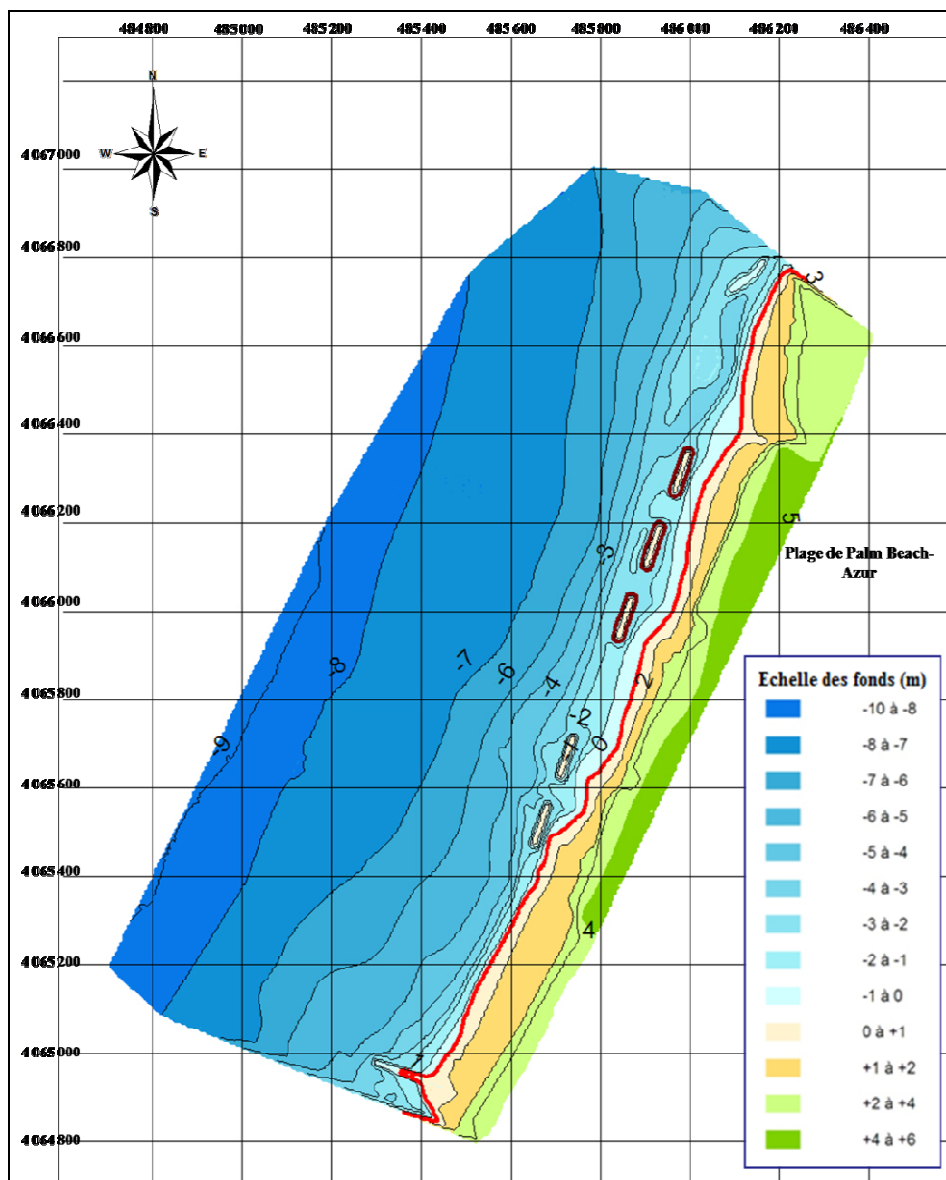 484800 485000 485200 485400 485600 485800 486000 486200 486400
N
W E
S
4067000
4066800
4066600
4066400
4066200
4066000
4065800
4065600
4065400
4065200
4065000
4064800
3
5
-3
Plage de Palm Beach-
Azur
-8
-7
-6
-4
2
-2
0
-9
4
Echelle des fonds (m)
-10 à -8
-8 à -7
-7 à -6
-6 à -5
-5 à -4
-4 à -3
-3 à -2
-2 à -1
-1 à 0
0 à +1
+1 à +2
+2 à +4
+4 à +6